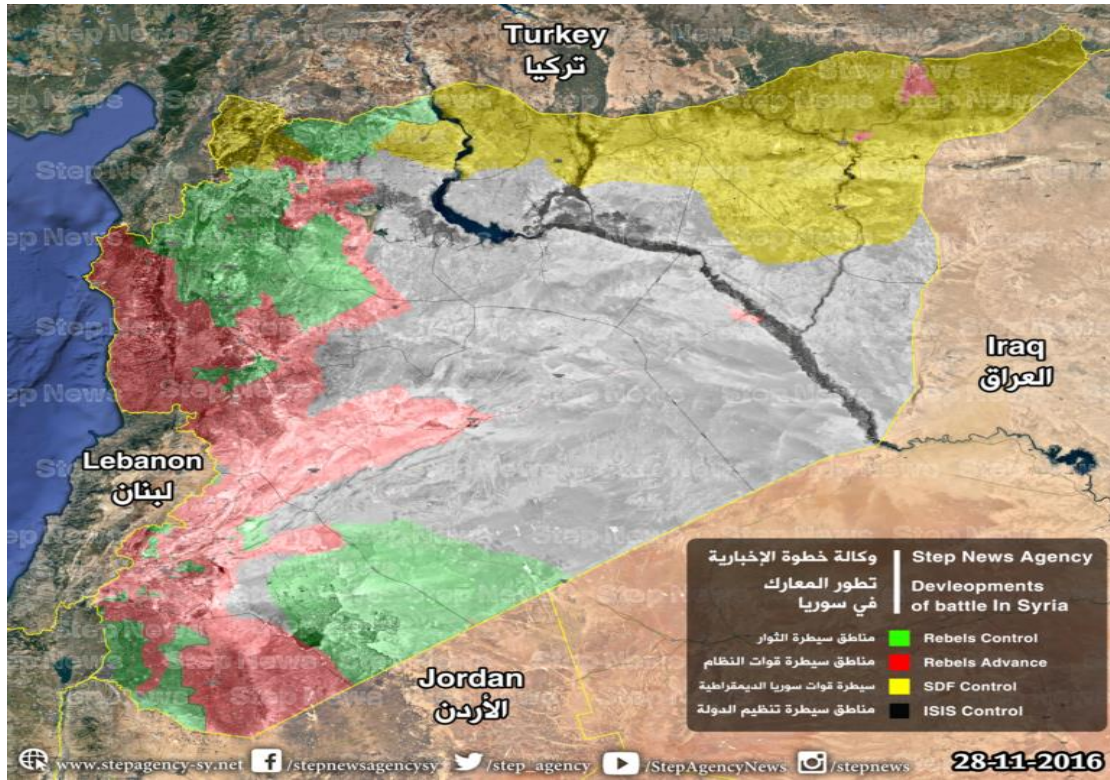 Turkey
تركيا
Iraq
العراق
Lebanon
لبنان
Jordan
الأردن
وكالة خطوة الإخبارية
Step News Agency
تطور المعارك
في سوريا
Devleopments
of battle In Syria
مناطق سيطرة الثوار
Rebels Control
مناطق سيطرة قوات النظام
Rebels Advance
سيطرة قوات سوريا الديمقراطية
SDF Control
مناطق سيطرة تنظيم الدولة
ISIS Control
www.stepagency-sy.net
/stepnewsagencysy
/step_agency
/StepAgencyNews
/stepnews
28-11-2016
Step News